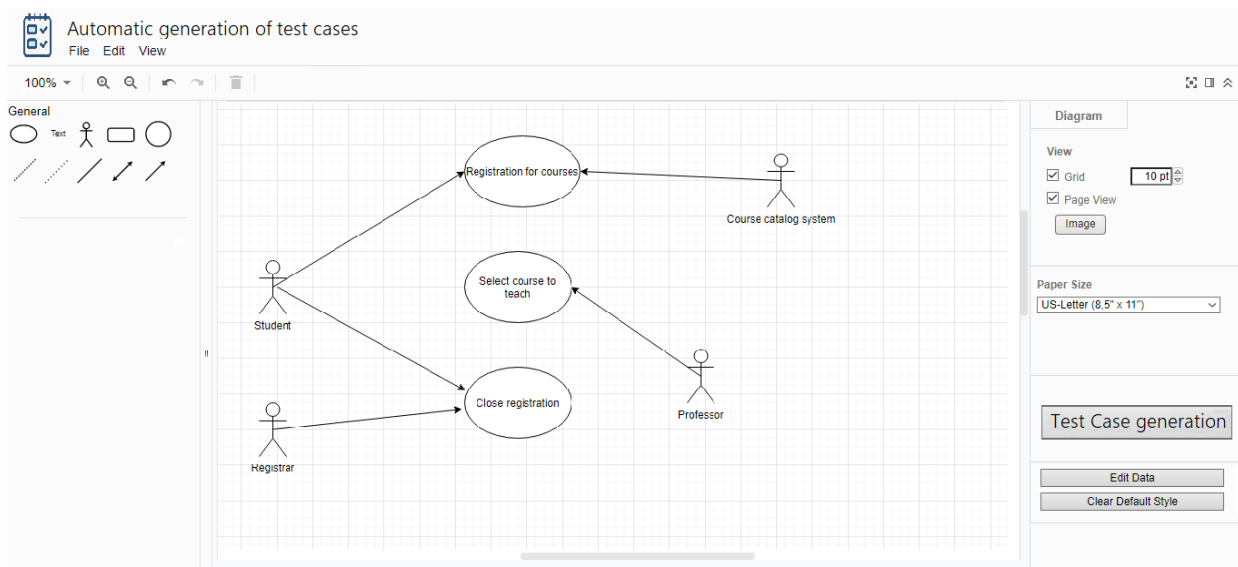 Automatic generation of test cases
File Edit View
100%
General
Text
Registration for courses
Course catalog system
Select course to
teach
Student
Close registration
Professor
Registrar
Diagram
View
Grid 10 pt
Page View
Image
Paper Size
US-Letter (8,5" x 11")
Test Case generation
Edit Data
Clear Default Style